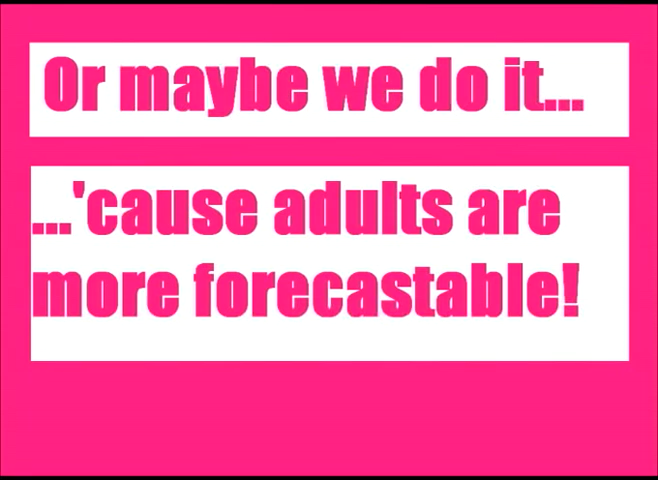 Or maybe we do it...
...'cause adults are
more forecastable!